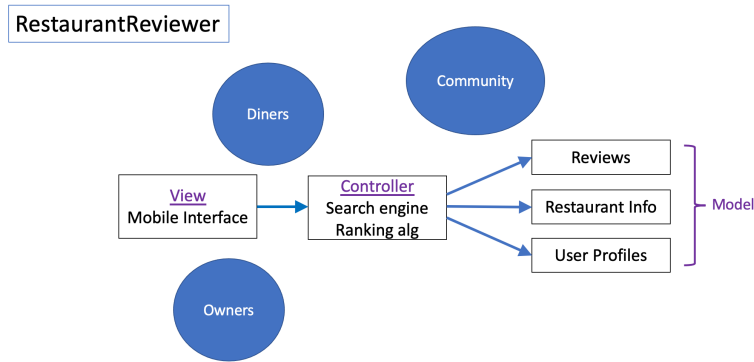 RestaurantReviewer
Community
Diners
Reviews
View
Mobile Interface
Controller
Search engine
Ranking alg
Restaurant Info
Model
User Profiles
Owners